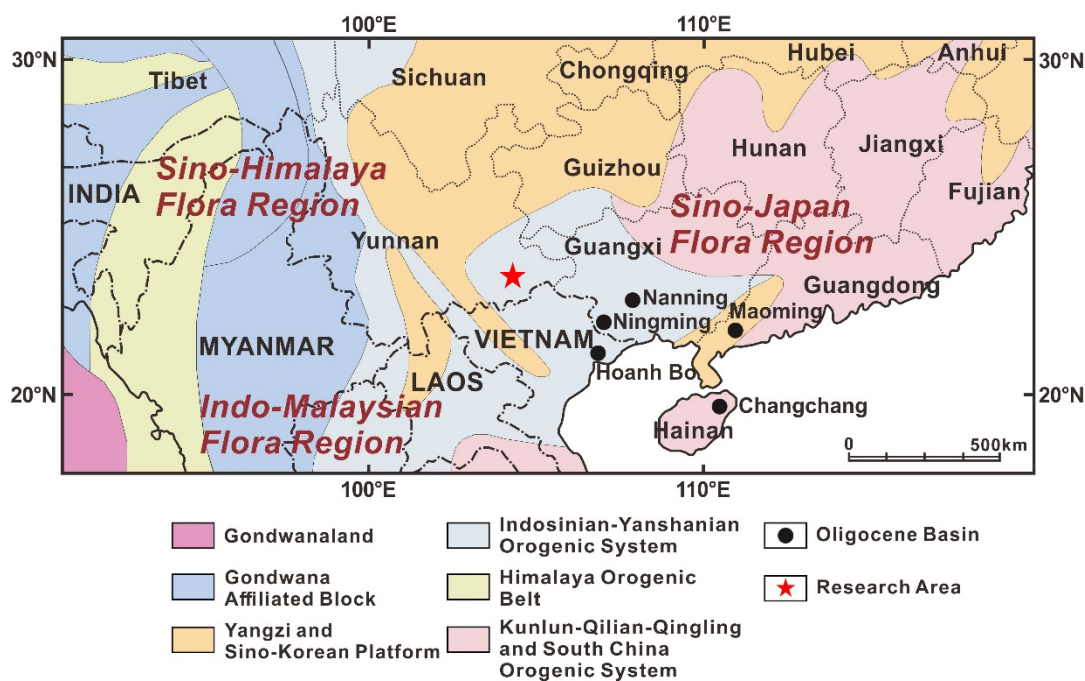 100°E
110°E
30°N
30°N
Tibet
Sichuan
Chongqing
Hubei
Anhui
Hunan
Jiangxi
Sino-Himalaya
Flora Region
INDIA
Guizhou
Fujian
Sino-Japan
Flora Region
Yunnan
Guangxi
Guangdong
Nanning
Maoming
Ningming
MYANMAR
VIETNAM
Hoanh Bo
LAOS
20°N
20°N
Indo-Malaysian
Flora Region
Changchang
Hainan
0
500km
100°E
110°E
Gondwanaland
Gondwana
Affiliated Block
Yangzi and
Sino-Korean Platform
Indosinian-Yanshanian
Orogenic System
Himalaya Orogenic
Belt
Kunlun-Qilian-Qingling
and South China
Orogenic System
Oligocene Basin
Research Area